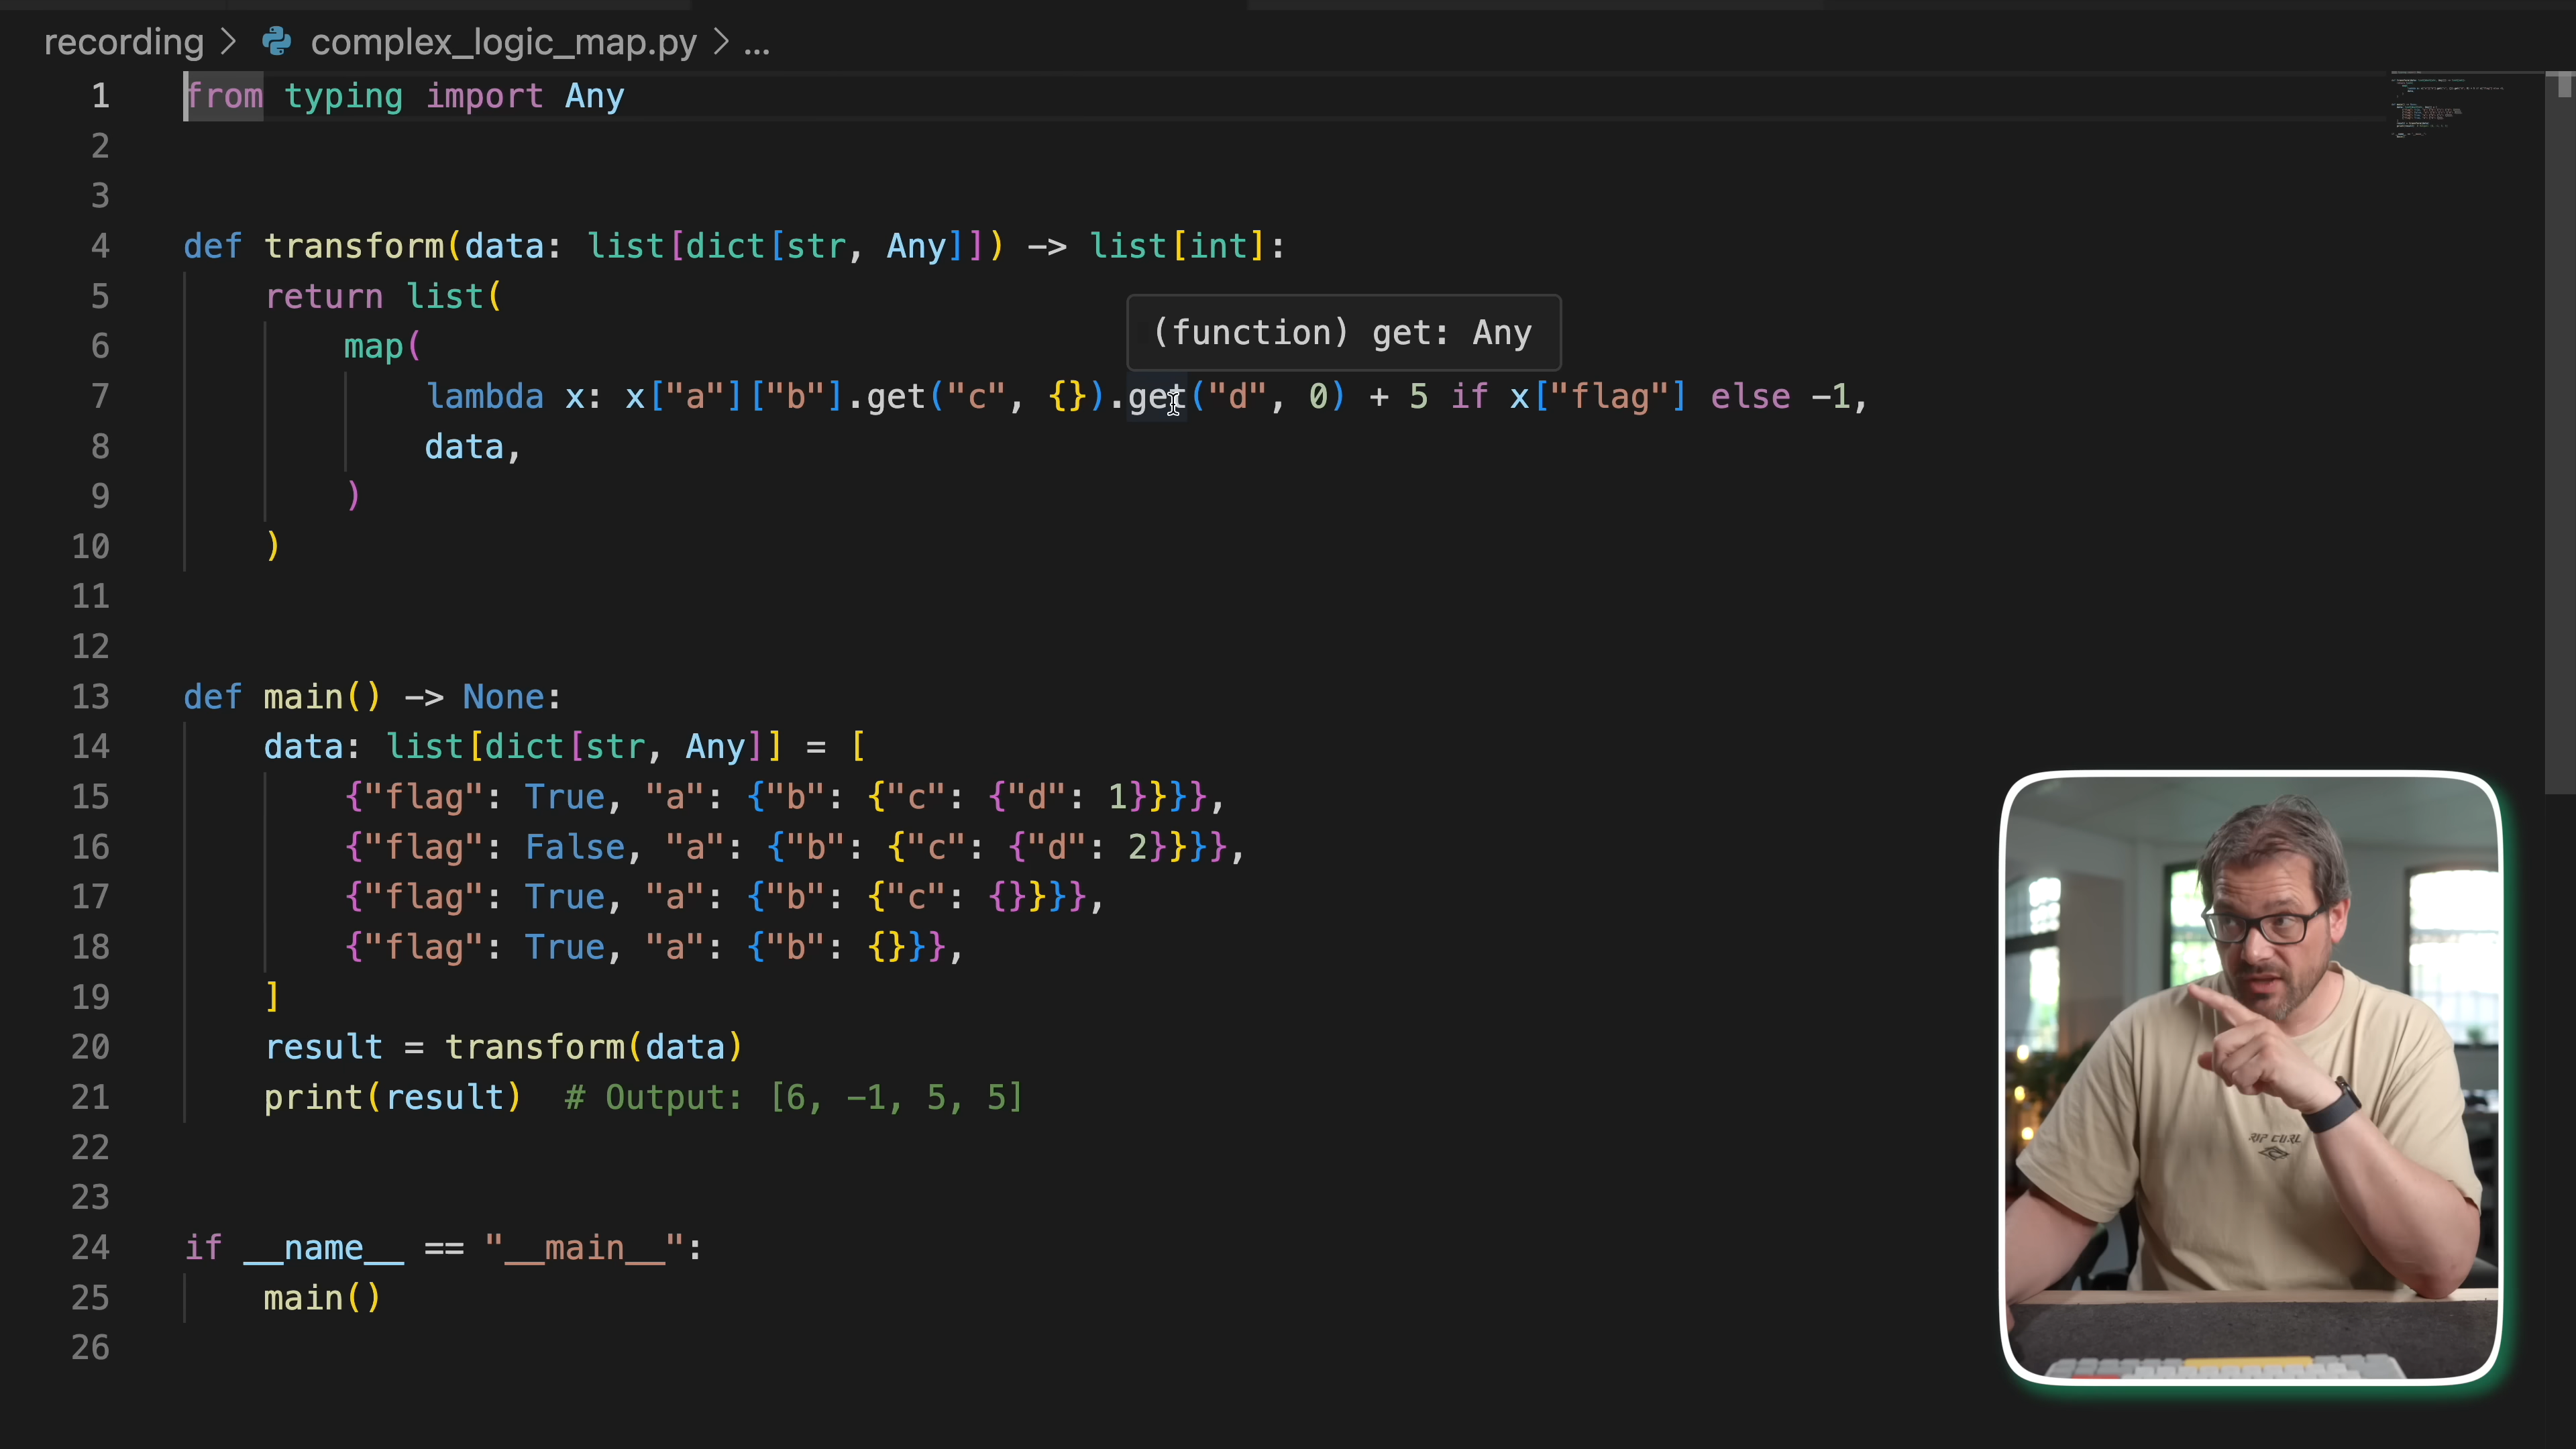 recording > complex_logic_map.py > ...
1 from typing import Any
2
3
4 def transform(data: list[dict[str, Any]]) -> list[int]:
5     return list(
(function) get: Any
6         map(
7             lambda x: x["a"]["b"].get("c", {}).get("d", 0) + 5 if x["flag"] else -1,
8             data,
9         )
10     )
11
12
13 def main() -> None:
14     data: list[dict[str, Any]] = [
15         {"flag": True, "a": {"b": {"c": {"d": 1}}}},
16         {"flag": False, "a": {"b": {"c": {"d": 2}}}},
17         {"flag": True, "a": {"b": {"c": {}}}},
18         {"flag": True, "a": {"b": {}}},
19     ]
20     result = transform(data)
21     print(result)  # Output: [6, -1, 5, 5]
22
23
24 if __name__ == "__main__":
25     main()
26
RIP CURL